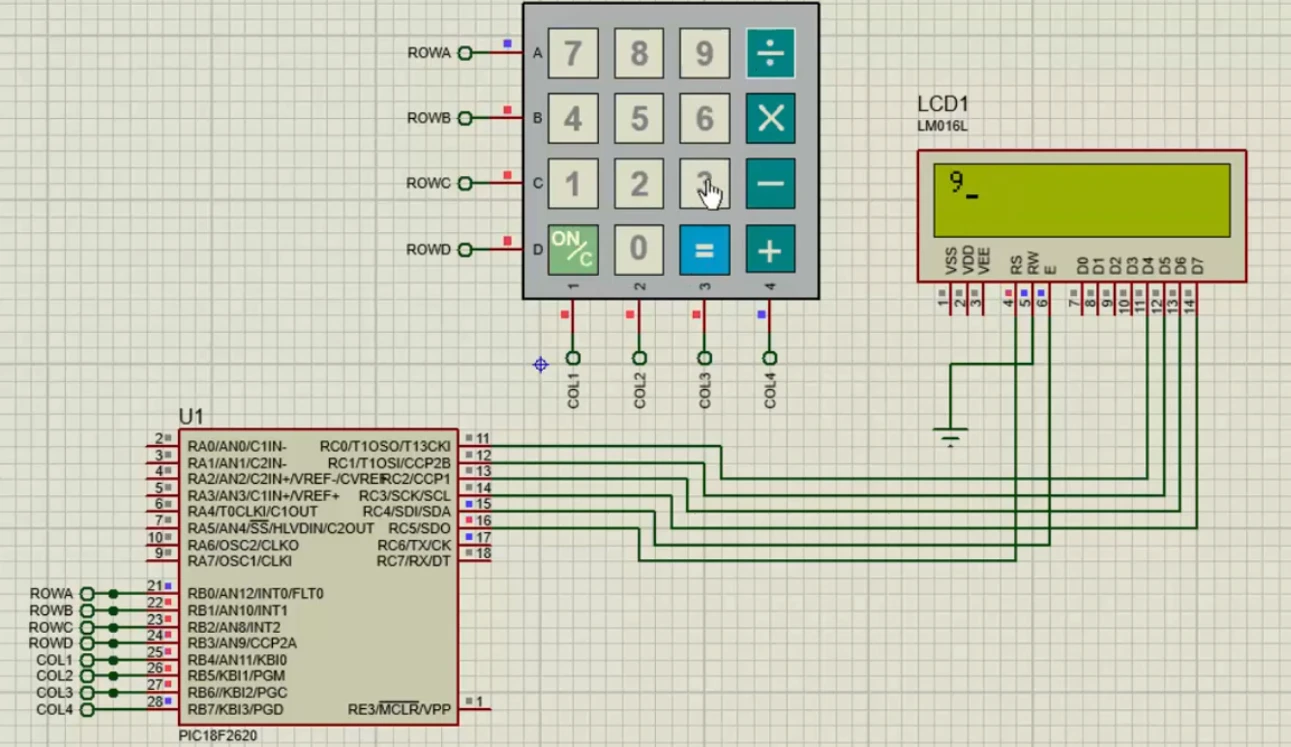 ROWA
ROWB
ROWC
ROWD
A 7 8 9 ÷
B 4 5 6 ×
C 1 2 −
D ON/C 0 = +
1 2 3 4
COL1 COL2 COL3 COL4
LCD1
LM016L
9_
VSS VDD VEE RS RW E D0 D1 D2 D3 D4 D5 D6 D7
1 2 3 4 5 6 7 8 9 10 11 12 13 14
U1
2 RA0/AN0/C1IN- RC0/T1OSO/T13CKI 11
3 RA1/AN1/C2IN- RC1/T1OSI/CCP2B 12
4 RA2/AN2/C2IN+/VREF-/CVREF RC2/CCP1 13
5 RA3/AN3/C1IN+/VREF+ RC3/SCK/SCL 14
6 RA4/T0CLKI/C1OUT RC4/SDI/SDA 15
7 RA5/AN4/SS/HLVDIN/C2OUT RC5/SDO 16
10 RA6/OSC2/CLKO RC6/TX/CK 17
9 RA7/OSC1/CLKI RC7/RX/DT 18
ROWA 21 RB0/AN12/INT0/FLT0
ROWB 22 RB1/AN10/INT1
ROWC 23 RB2/AN8/INT2
ROWD 24 RB3/AN9/CCP2A
COL1 25 RB4/AN11/KBI0
COL2 26 RB5/KBI1/PGM
COL3 27 RB6//KBI2/PGC
COL4 28 RB7/KBI3/PGD RE3/MCLR/VPP 1
PIC18F2620